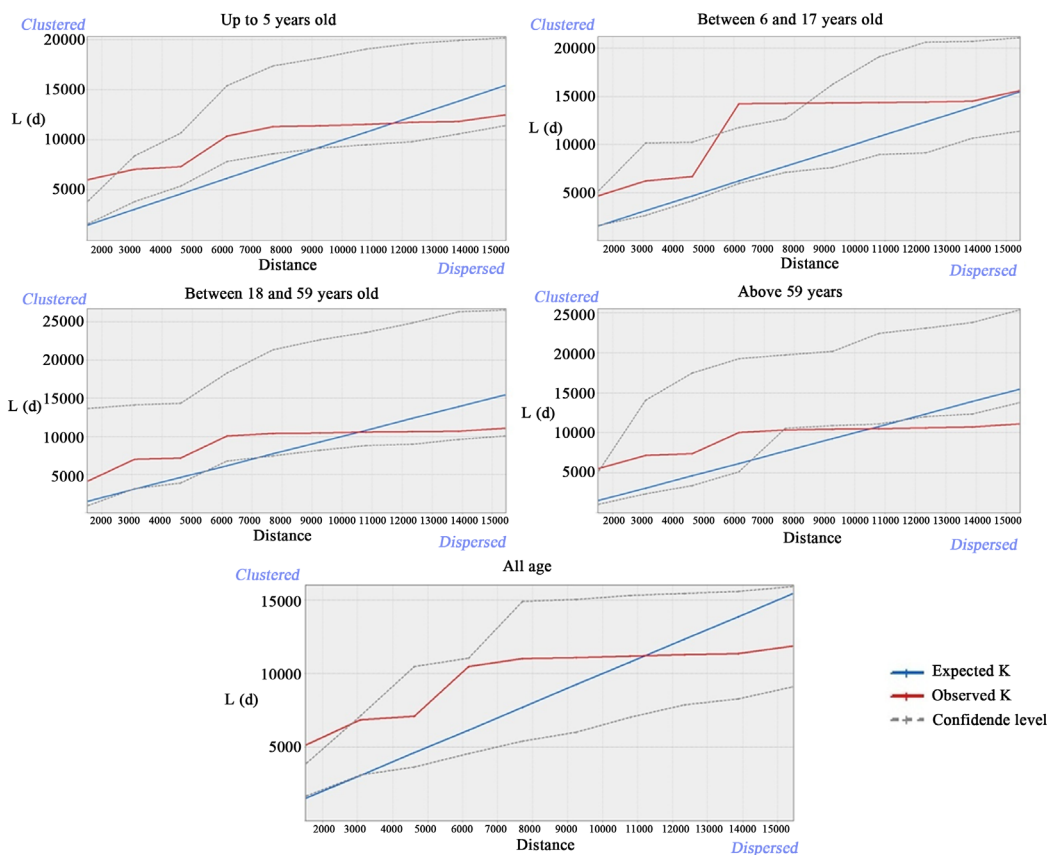 Up to 5 years old
Clustered
20000
15000
L (d)
10000
5000
2000 3000 4000 5000 6000 7000 8000 9000 10000 11000 12000 13000 14000 15000
Distance
Dispersed
Between 6 and 17 years old
Clustered
20000
15000
L (d)
10000
5000
2000 3000 4000 5000 6000 7000 8000 9000 10000 11000 12000 13000 14000 15000
Distance
Dispersed
Between 18 and 59 years old
Clustered
25000
20000
15000
L (d)
10000
5000
2000 3000 4000 5000 6000 7000 8000 9000 10000 11000 12000 13000 14000 15000
Distance
Dispersed
Above 59 years
Clustered
25000
20000
15000
L (d)
10000
5000
2000 3000 4000 5000 6000 7000 8000 9000 10000 11000 12000 13000 14000 15000
Distance
Dispersed
All age
Clustered
15000
10000
L (d)
5000
2000 3000 4000 5000 6000 7000 8000 9000 10000 11000 12000 13000 14000 15000
Distance
Dispersed
Expected K
Observed K
Confidende level